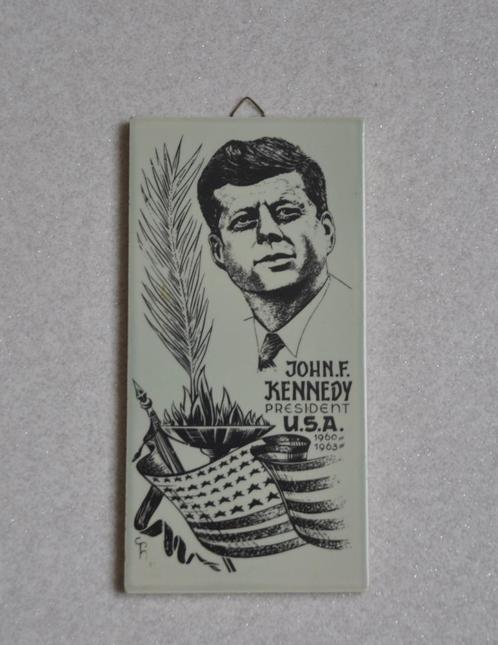 JOHN.F.
KENNEDY
PRESIDENT
U.S.A.
1960=
1963=